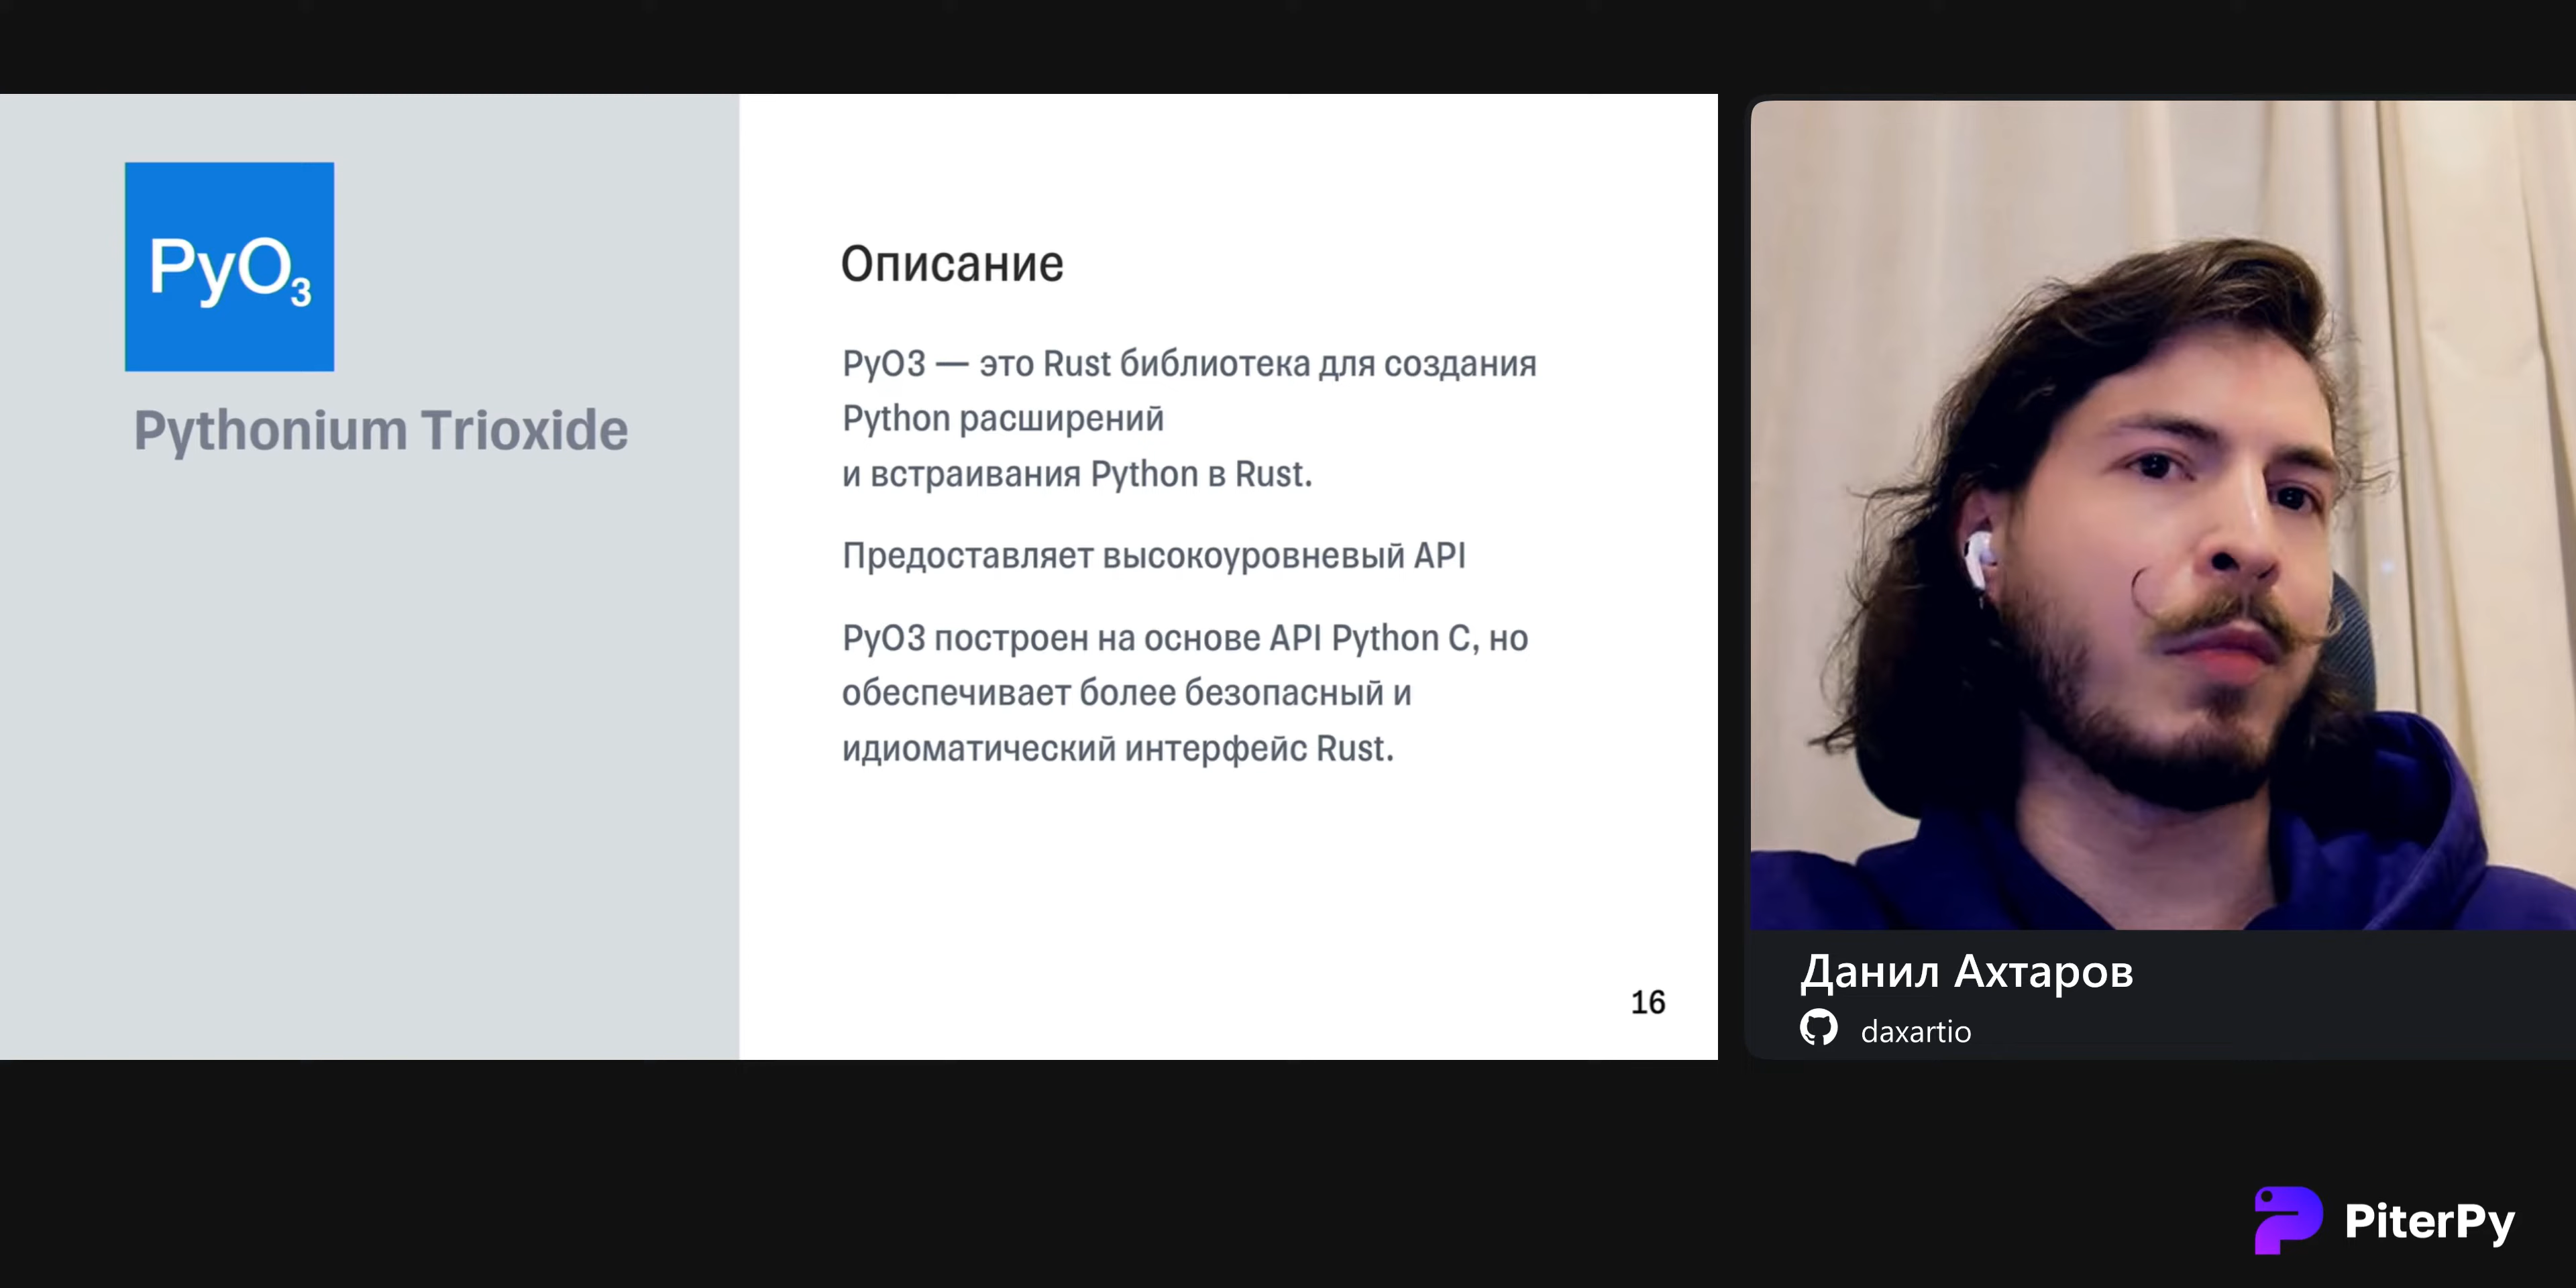 PyO3
Pythonium Trioxide
Описание
PyO3 — это Rust библиотека для создания
Python расширений
и встраивания Python в Rust.
Предоставляет высокоуровневый API
PyO3 построен на основе API Python C, но
обеспечивает более безопасный и
идиоматический интерфейс Rust.
16
Данил Ахтаров
daxartio
PiterPy